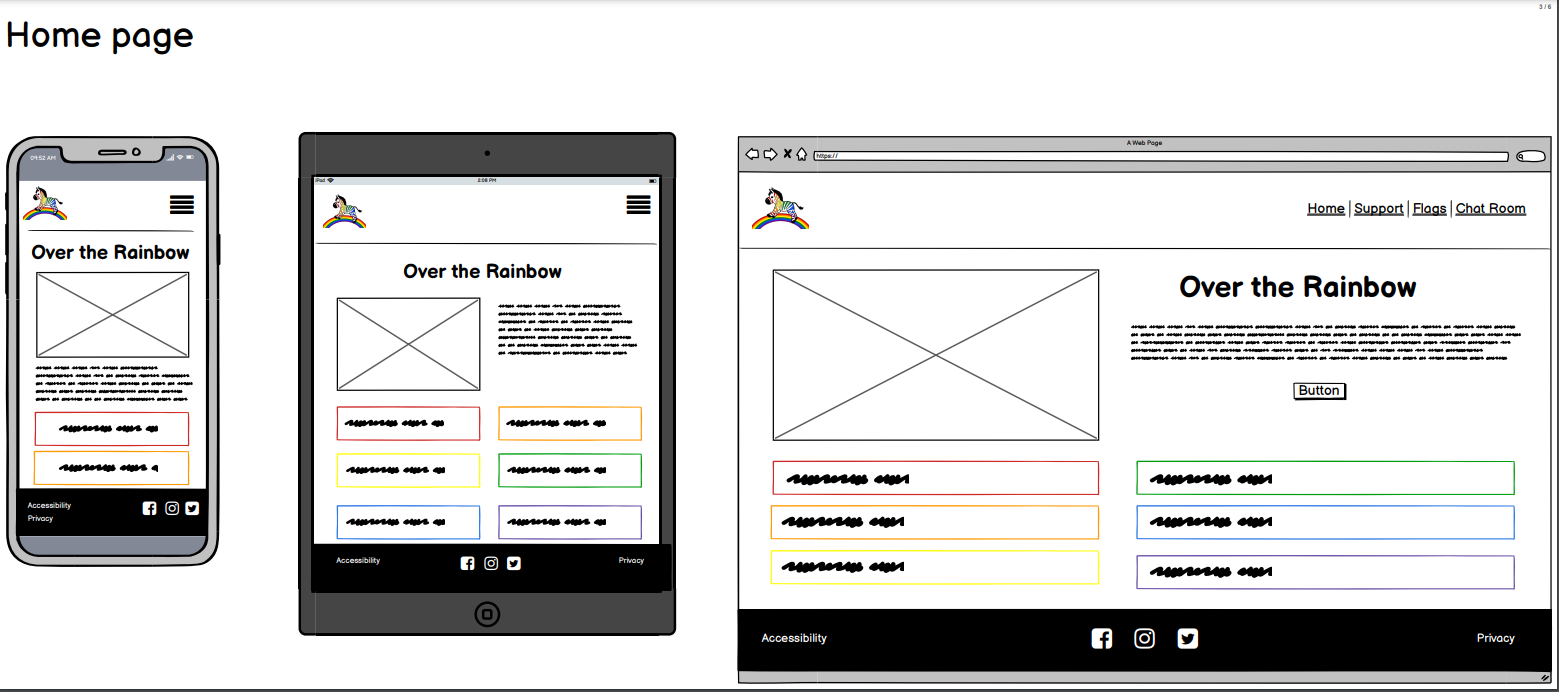 3 / 6
Home page
09:52 AM
Over the Rainbow
Accessibility
Privacy
iPad
2:08 PM
Over the Rainbow
Accessibility
Privacy
A Web Page
https://
Home | Support | Flags | Chat Room
Over the Rainbow
Button
Accessibility
Privacy